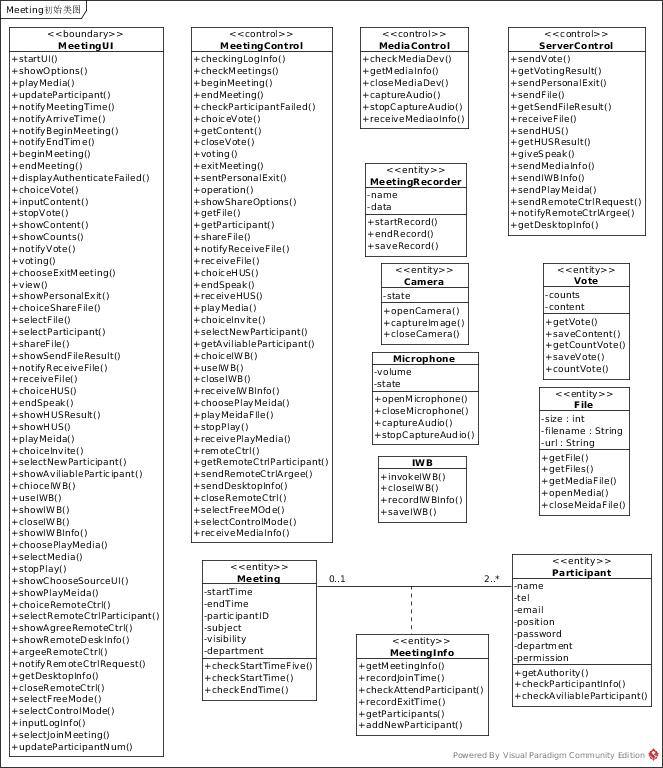 Meeting初始类图
<<boundary>>
MeetingUI
+startUI()
+showOptions()
+playMedia()
+updateParticipant()
+notifyMeetingTime()
+notifyArriveTime()
+notifyBeginMeeting()
+notifyEndTime()
+beginMeeting()
+endMeeting()
+displayAuthenticateFailed()
+choiceVote()
+inputContent()
+stopVote()
+showContent()
+showCounts()
+notifyVote()
+voting()
+chooseExitMeeting()
+view()
+showPersonalExit()
+choiceShareFile()
+selectFile()
+selectParticipant()
+shareFile()
+showSendFileResult()
+notifyReceiveFile()
+receiveFile()
+choiceHUS()
+endSpeak()
+showHUSResult()
+showHUS()
+playMeida()
+choiceInvite()
+selectNewParticipant()
+showAviliableParticipant()
+chioceIWB()
+useIWB()
+showIWB()
+closeIWB()
+showIWBInfo()
+choosePlayMedia()
+selectMedia()
+stopPlay()
+showChooseSourceUI()
+showPlayMeida()
+choiceRemoteCtrl()
+selectRemoteCtrlParticipant()
+showAgreeRemoteCtrl()
+showRemoteDeskInfo()
+argeeRemoteCtrl()
+notifyRemoteCtrlRequest()
+getDesktopInfo()
+closeRemoteCtrl()
+selectFreeMode()
+selectControlMode()
+inputLogInfo()
+selectJoinMeeting()
+updateParticipantNum()
<<control>>
MeetingControl
+checkingLogInfo()
+checkMeetings()
+beginMeeting()
+endMeeting()
+checkParticipantFailed()
+choiceVote()
+getContent()
+closeVote()
+voting()
+exitMeeting()
+sentPersonalExit()
+operation()
+showShareOptions()
+getFile()
+getParticipant()
+shareFile()
+notifyReceiveFile()
+receiveFile()
+choiceHUS()
+endSpeak()
+receiveHUS()
+playMedia()
+choiceInvite()
+selectNewParticipant()
+getAviliableParticipant()
+choiceIWB()
+useIWB()
+closeIWB()
+receiveIWBInfo()
+choosePlayMedia()
+playMeidaFIle()
+stopPlay()
+receivePlayMedia()
+remoteCtrl()
+getRemoteCtrlParticipant()
+sendRemoteCtrlArgee()
+sendDesktopInfo()
+closeRemoteCtrl()
+selectFreeMOde()
+selectControlMode()
+receiveMediaInfo()
<<control>>
MediaControl
+checkMediaDev()
+getMediaInfo()
+closeMediaDev()
+captureAudio()
+stopCaptureAudio()
+receiveMediaoInfo()
<<control>>
ServerControl
+sendVote()
+getVotingResult()
+sendPersonalExit()
+sendFile()
+getSendFileResult()
+receiveFile()
+sendHUS()
+getHUSResult()
+giveSpeak()
+sendMediaInfo()
+sendIWBInfo()
+sendPlayMeida()
+sendRemoteCtrlRequest()
+notifyRemoteCtrlArgee()
+getDesktopInfo()
<<entity>>
MeetingRecorder
-name
-data
+startRecord()
+endRecord()
+saveRecord()
<<entity>>
Camera
-state
+openCamera()
+captureImage()
+closeCamera()
<<entity>>
Vote
-counts
-content
+getVote()
+saveContent()
+getCountVote()
+saveVote()
+countVote()
Microphone
-volume
-state
+openMicrophone()
+closeMicrophone()
+captureAudio()
+stopCaptureAudio()
<<entity>>
File
-size : int
-filename : String
-url : String
+getFile()
+getFiles()
+getMediaFile()
+openMedia()
+closeMeidaFile()
IWB
+invokeIWB()
+closeIWB()
+recordIWBInfo()
+saveIWB()
<<entity>>
Meeting
-startTime
-endTime
-participantID
-subject
-visibility
-department
+checkStartTimeFive()
+checkStartTime()
+checkEndTime()
0..1
2..*
<<entity>>
Participant
-name
-tel
-email
-position
-password
-department
-permission
+getAuthority()
+checkParticipantInfo()
+checkAviliableParticipant()
<<entity>>
MeetingInfo
+getMeetingInfo()
+recordJoinTime()
+checkAttendParticipant()
+recordExitTime()
+getParticipants()
+addNewParticipant()
Powered By Visual Paradigm Community Edition